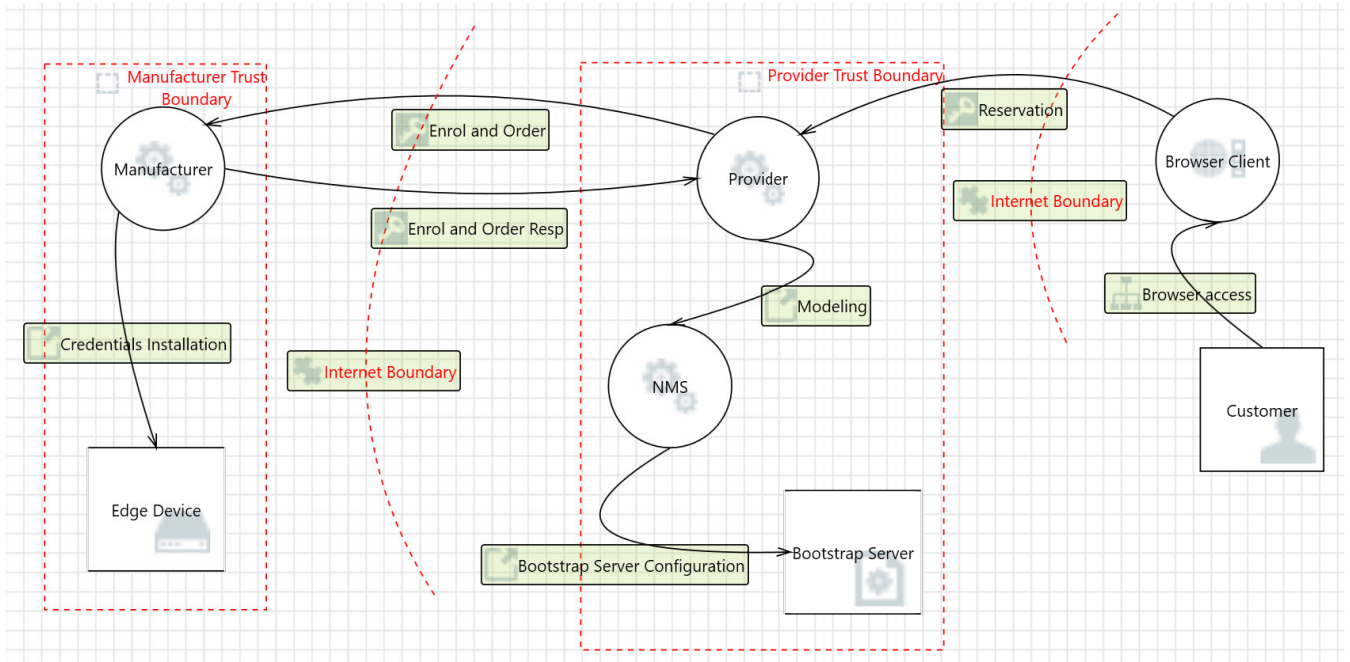 Manufacturer Trust
Boundary
Provider Trust Boundary
Reservation
Enrol and Order
Manufacturer
Provider
Browser Client
Internet Boundary
Enrol and Order Resp
Browser access
Modeling
Credentials Installation
Internet Boundary
NMS
Customer
Edge Device
Bootstrap Server
Bootstrap Server Configuration